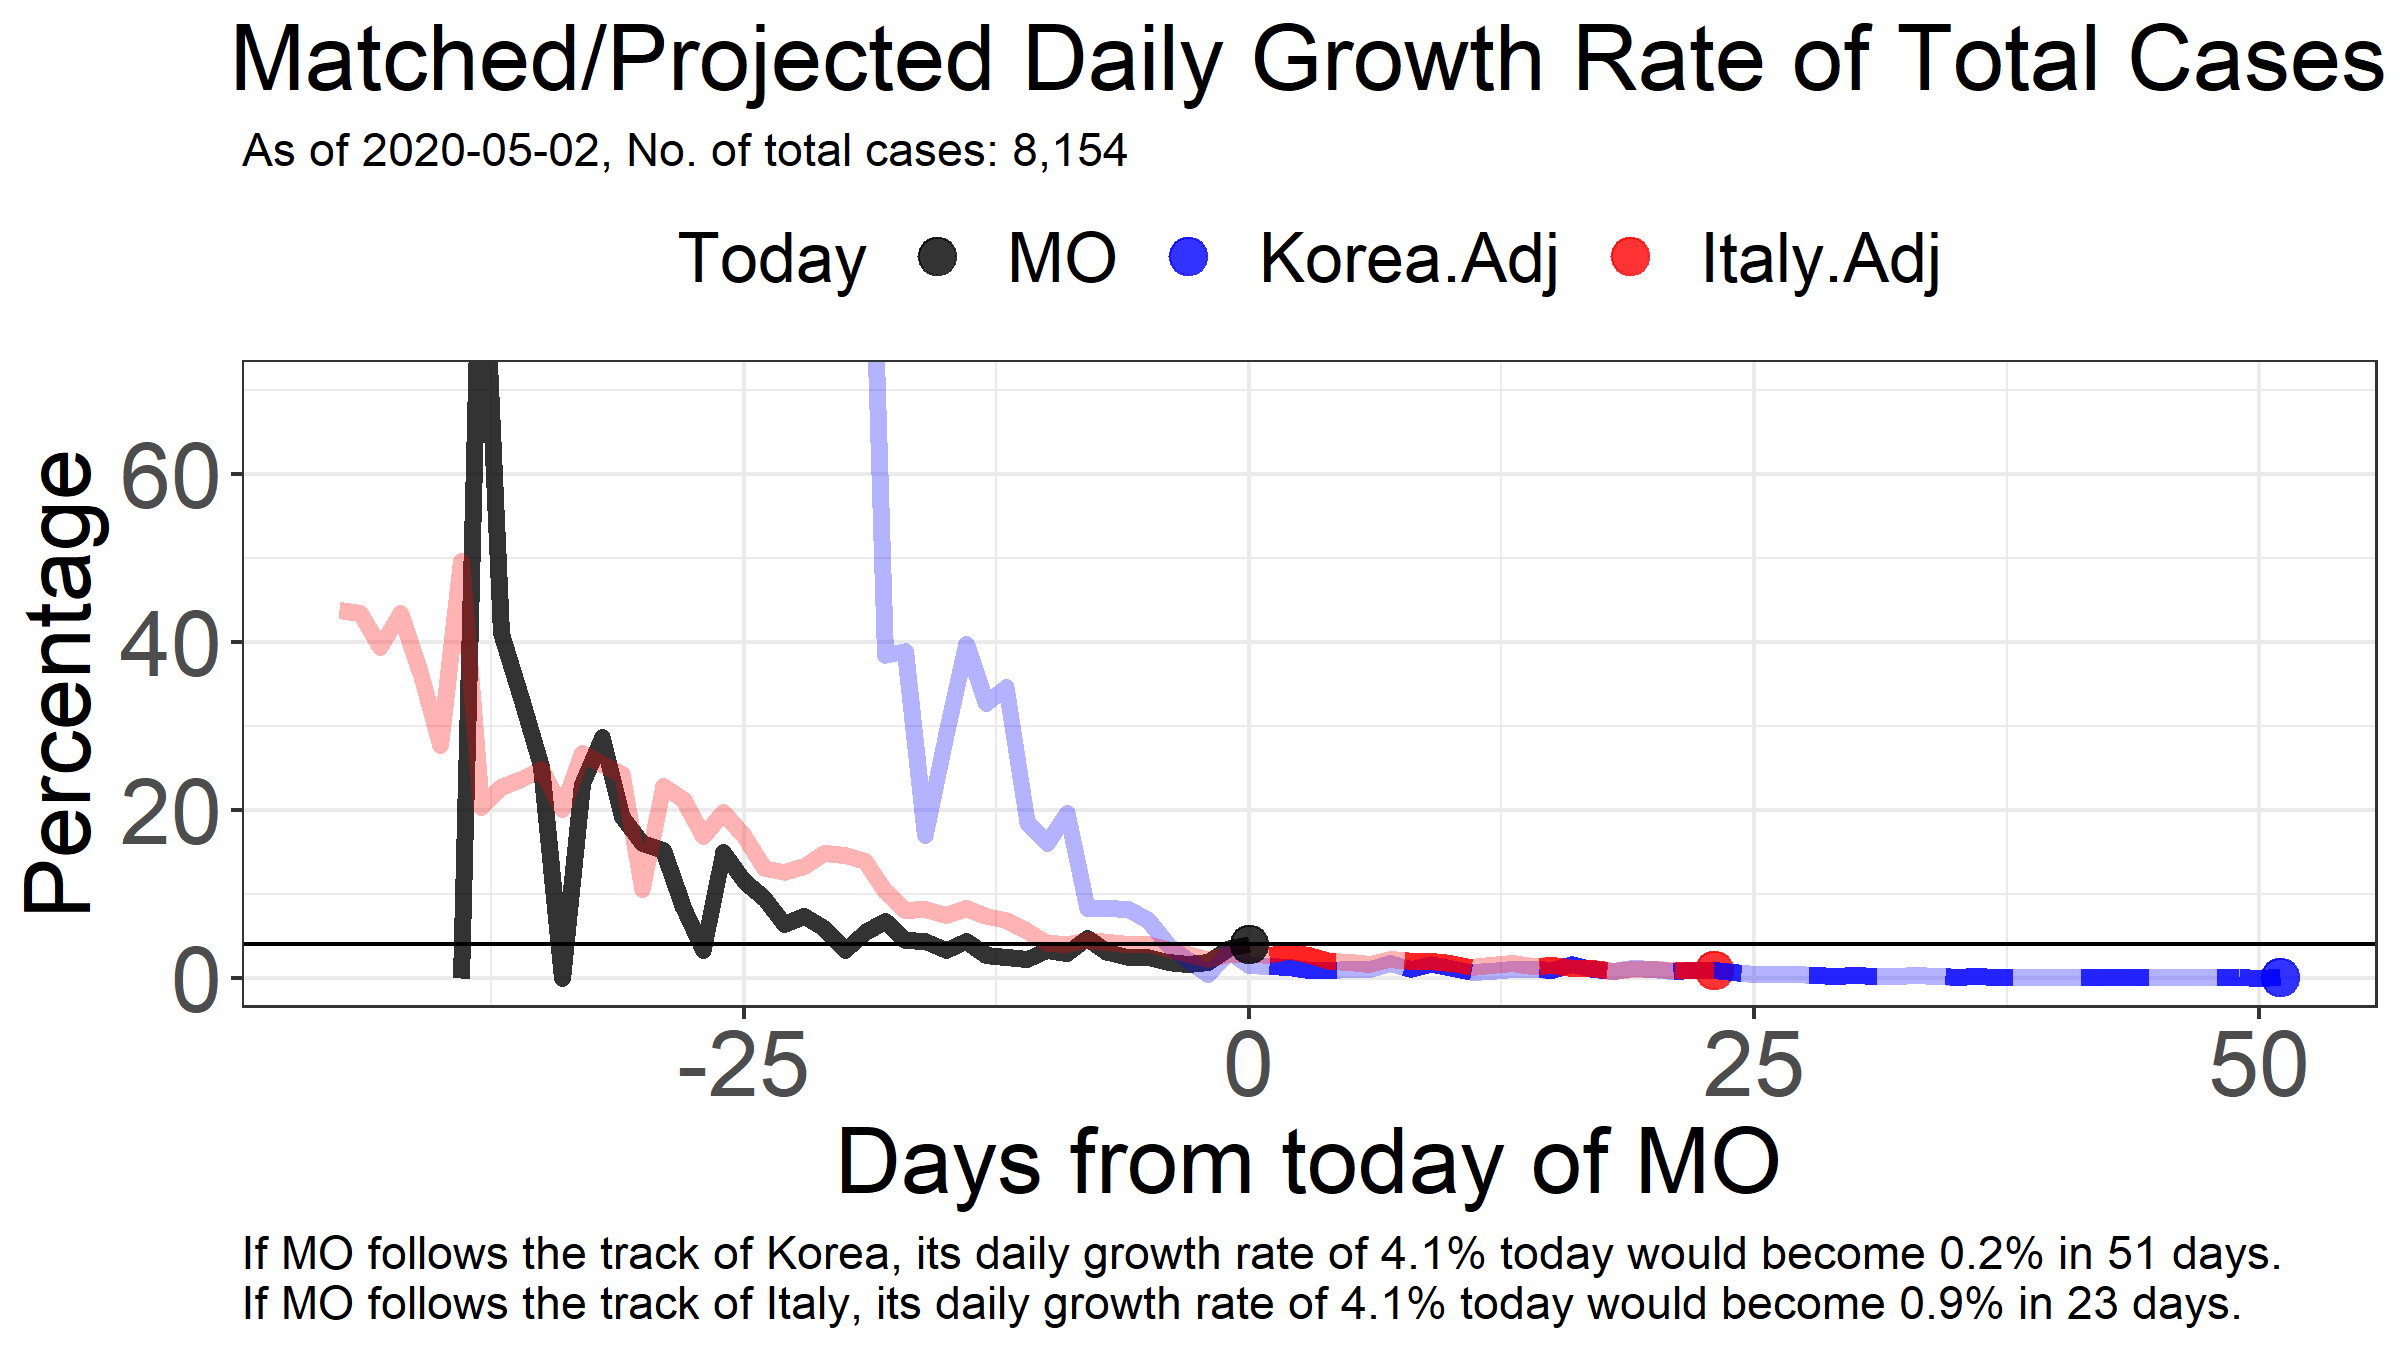 Matched/Projected Daily Growth Rate of Total Cases
As of 2020-05-02, No. of total cases: 8,154
Today MO Korea.Adj Italy.Adj
Percentage
60
40
20
0
-25 0 25 50
Days from today of MO
If MO follows the track of Korea, its daily growth rate of 4.1% today would become 0.2% in 51 days.
If MO follows the track of Italy, its daily growth rate of 4.1% today would become 0.9% in 23 days.